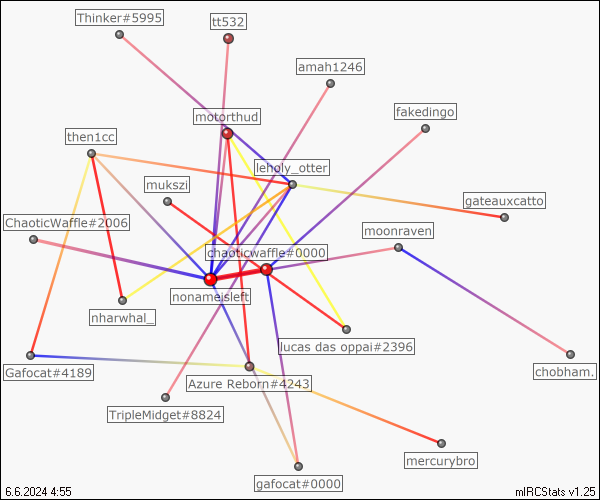 Thinker#5995
tt532
amah1246
fakedingo
motorthud
then1cc
leholy_otter
mukszi
gateauxcatto
ChaoticWaffle#2006
moonraven
chaoticwaffle#0000
nonameisleft
nharwhal_
lucas das oppai#2396
Gafocat#4189
chobham.
Azure Reborn#4243
TripleMidget#8824
mercurybro
gafocat#0000
6.6.2024 4:55
mIRCStats v1.25